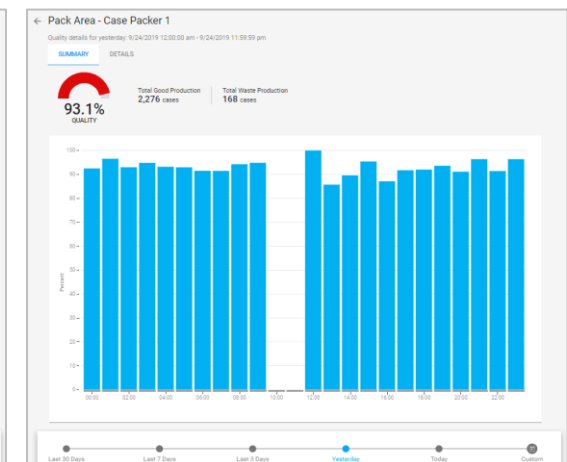 ← Pack Area - Case Packer 1
Quality details for yesterday: 9/24/2019 12:00:00 am - 9/24/2019 11:59:59 pm
SUMMARY DETAILS
93.1%
QUALITY
Total Good Production
2,276 cases
Total Waste Production
168 cases
Percent
100
90
80
70
60
50
40
30
20
10
0
00:00 02:00 04:00 06:00 08:00 10:00 12:00 14:00 16:00 18:00 20:00 22:00
Last 30 Days Last 7 Days Last 3 Days Yesterday Today Custom